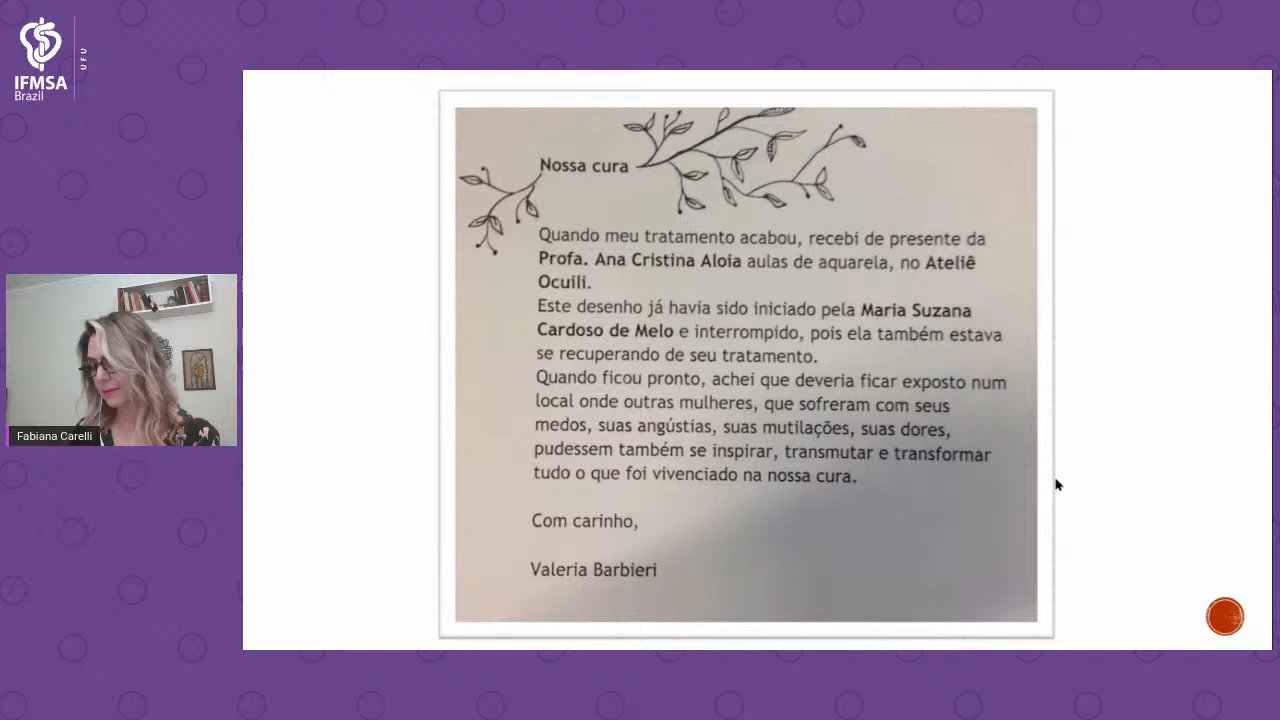 IFMSA
Brazil
UFU
Nossa cura
Quando meu tratamento acabou, recebi de presente da
Profa. Ana Cristina Aloia aulas de aquarela, no Ateliê
Ocuili.
Este desenho já havia sido iniciado pela Maria Suzana
Cardoso de Melo e interrompido, pois ela também estava
se recuperando de seu tratamento.
Quando ficou pronto, achei que deveria ficar exposto num
local onde outras mulheres, que sofreram com seus
medos, suas angústias, suas mutilações, suas dores,
pudessem também se inspirar, transmutar e transformar
tudo o que foi vivenciado na nossa cura.
Com carinho,
Valeria Barbieri
Fabiana Carelli